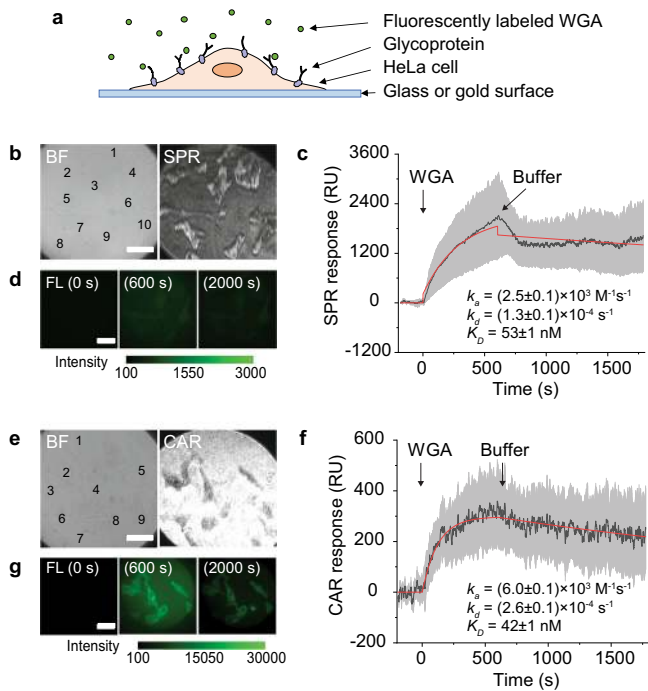 a
Fluorescently labeled WGA
Glycoprotein
HeLa cell
Glass or gold surface
b
BF
1
2
4
3
5
6
7
10
8
9
SPR
c
3600
2400
1200
0
-1200
SPR response (RU)
WGA
Buffer
kₐ = (2.5±0.1)×10³ M⁻¹s⁻¹
k_d = (1.3±0.1)×10⁻⁴ s⁻¹
K_D = 53±1 nM
0 500 1000 1500
Time (s)
d
FL (0 s) (600 s) (2000 s)
Intensity
100 1550 3000
e
BF
1
2
5
3
4
6
8
9
7
CAR
f
600
400
200
0
-200
CAR response (RU)
WGA
Buffer
kₐ = (6.0±0.1)×10³ M⁻¹s⁻¹
k_d = (2.6±0.1)×10⁻⁴ s⁻¹
K_D = 42±1 nM
0 500 1000 1500
Time (s)
g
FL (0 s) (600 s) (2000 s)
Intensity
100 15050 30000